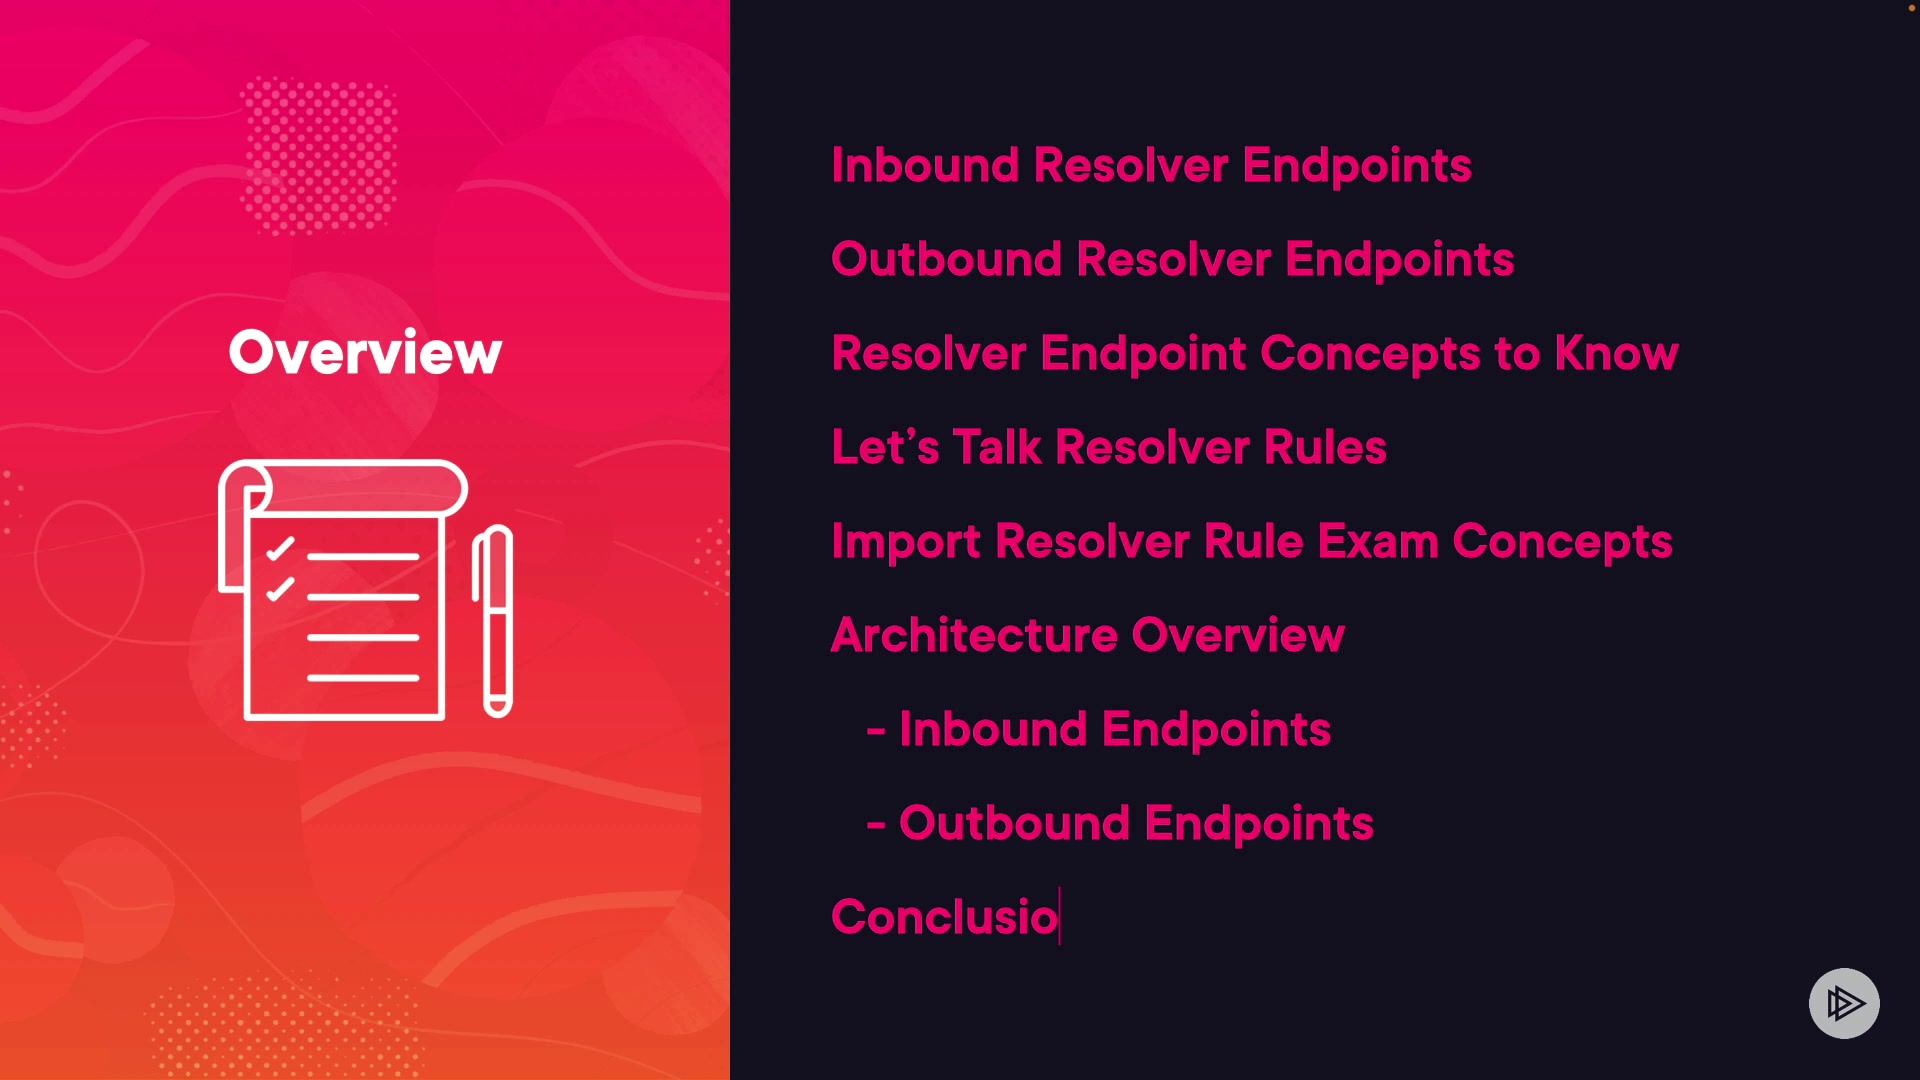 Overview
Inbound Resolver Endpoints
Outbound Resolver Endpoints
Resolver Endpoint Concepts to Know
Let’s Talk Resolver Rules
Import Resolver Rule Exam Concepts
Architecture Overview
- Inbound Endpoints
- Outbound Endpoints
Conclusio